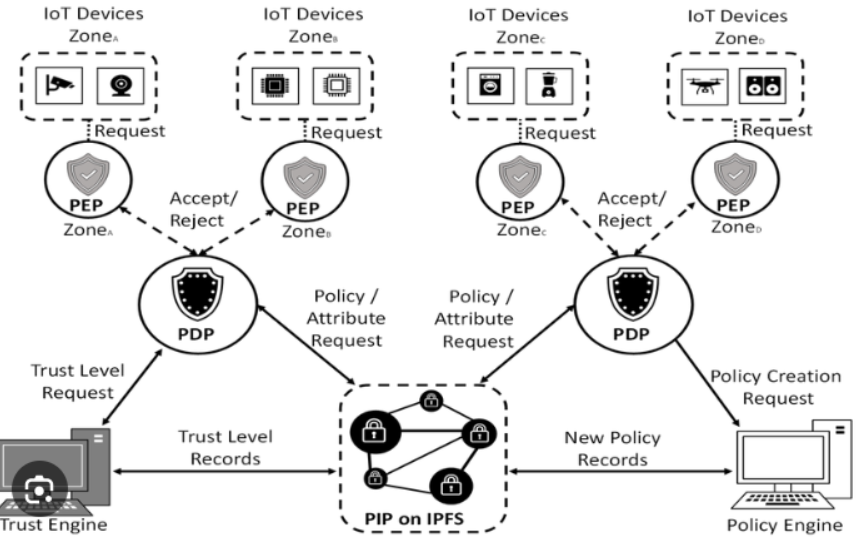 IoT Devices
ZoneA
IoT Devices
ZoneB
IoT Devices
ZoneC
IoT Devices
ZoneD
Request
Request
Request
Request
PEP
ZoneA
PEP
ZoneB
PEP
ZoneC
PEP
ZoneD
Accept/
Reject
Accept/
Reject
PDP
PDP
Policy /
Attribute
Request
Policy /
Attribute
Request
Trust Level
Request
Policy Creation
Request
Trust Level
Records
New Policy
Records
Trust Engine
PIP on IPFS
Policy Engine